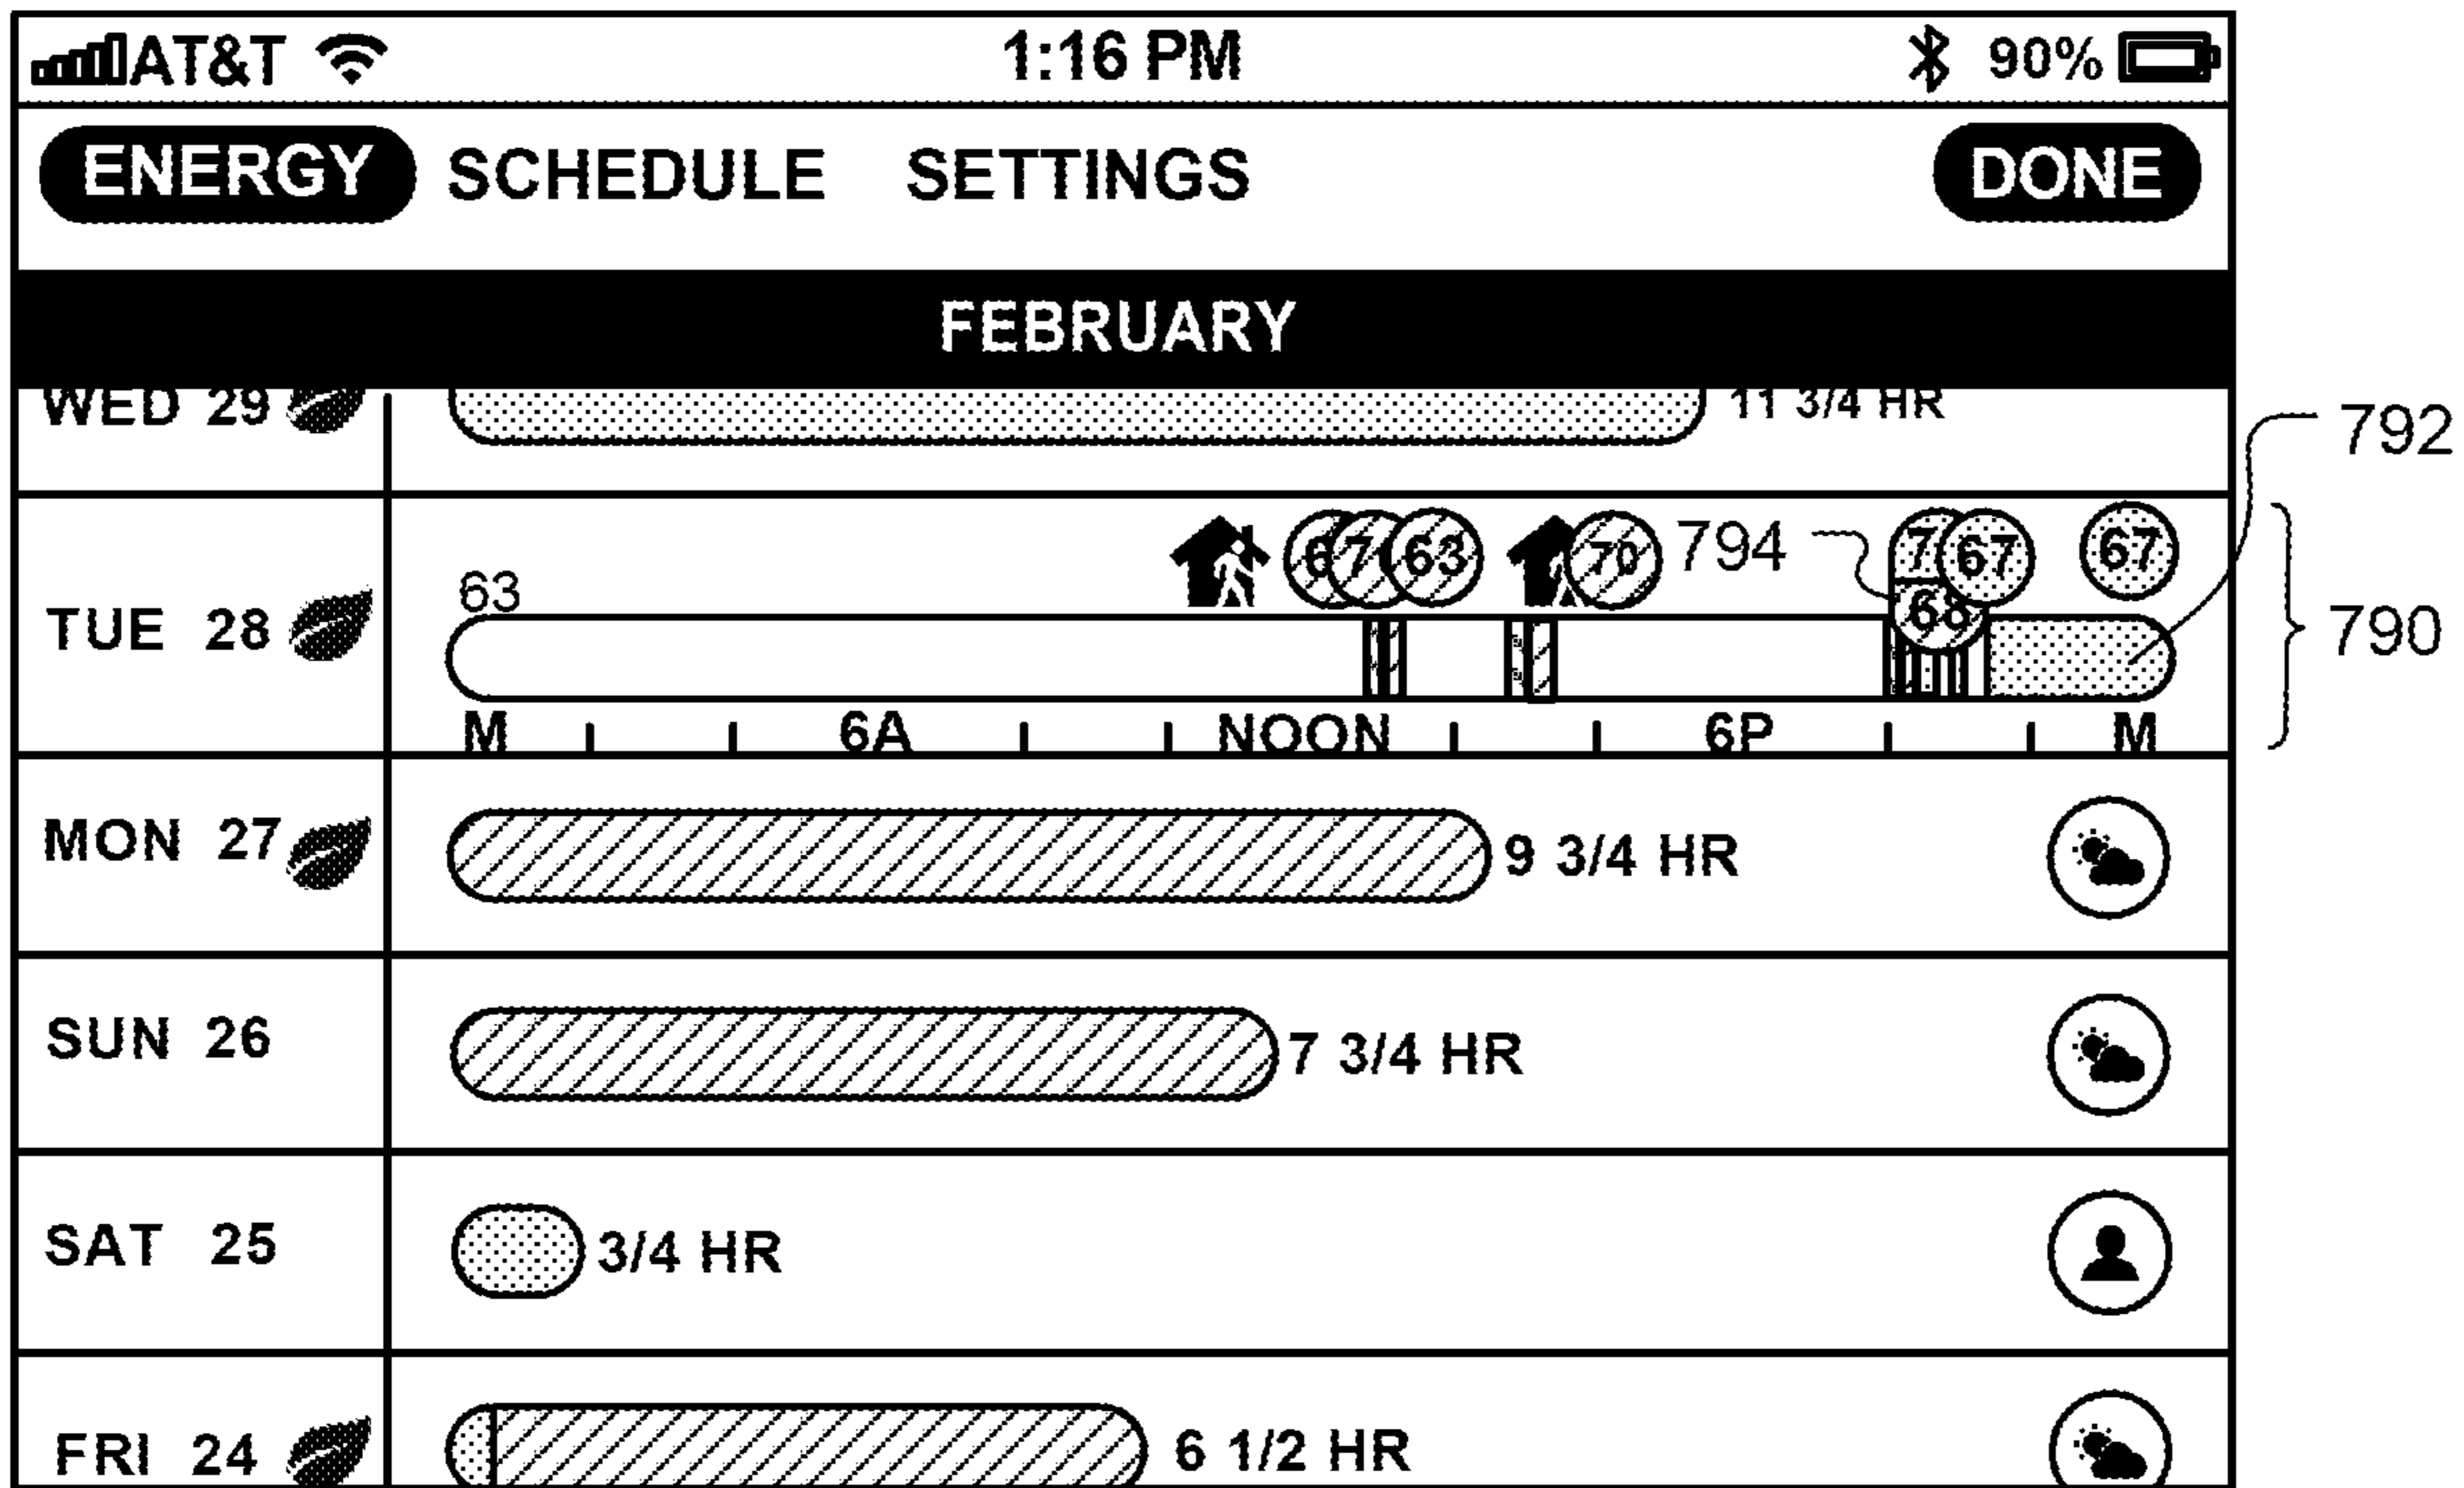 AT&T 1:16 PM 90%
ENERGY SCHEDULE SETTINGS DONE
FEBRUARY
WED 29 11 3/4 HR
792
63 70 794 67 67
63 68
TUE 28 790
M 6A NOON 6P M
MON 27 9 3/4 HR
SUN 26 7 3/4 HR
SAT 25 3/4 HR
FRI 24 6 1/2 HR